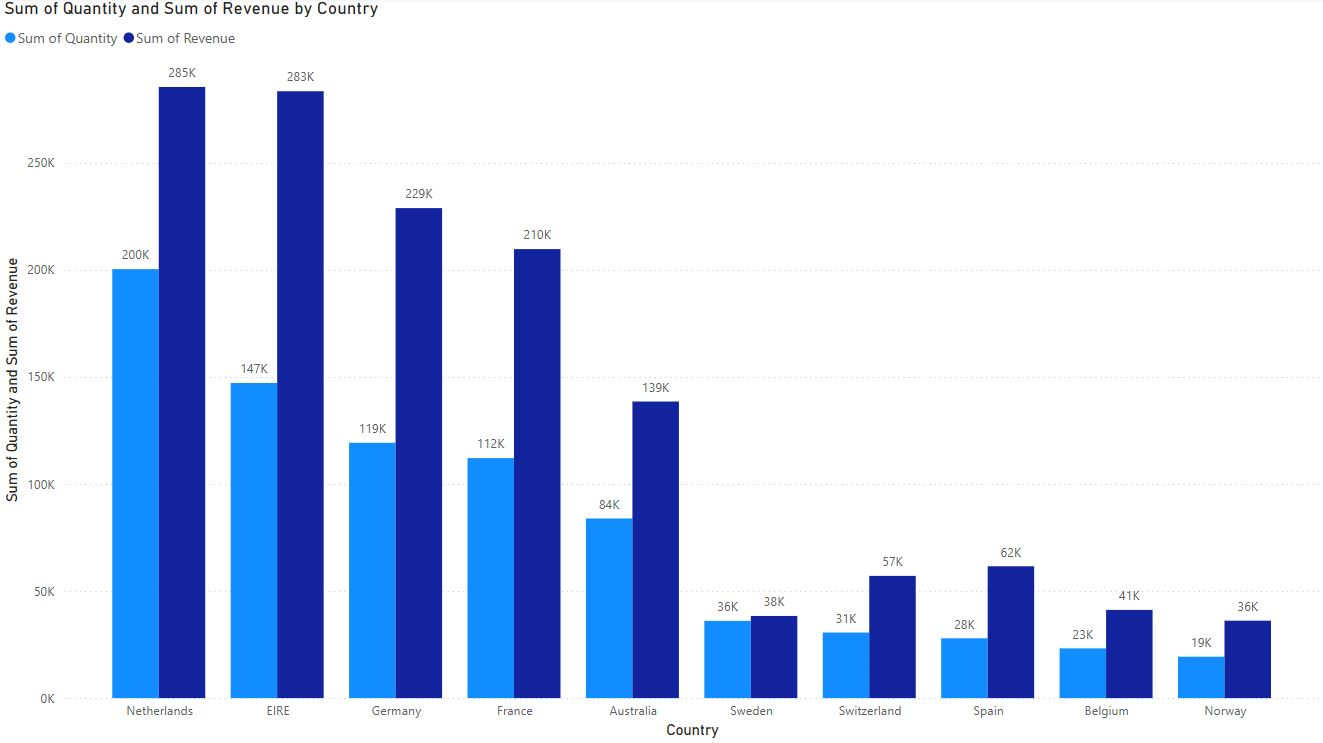 Sum of Quantity and Sum of Revenue by Country
Sum of Quantity Sum of Revenue
285K
283K
250K
229K
210K
200K
200K
147K
150K
139K
119K
112K
100K
84K
62K
57K
50K
41K
36K 38K
36K
31K
28K
23K
19K
0K
Netherlands EIRE Germany France Australia Sweden Switzerland Spain Belgium Norway
Country
Sum of Quantity and Sum of Revenue